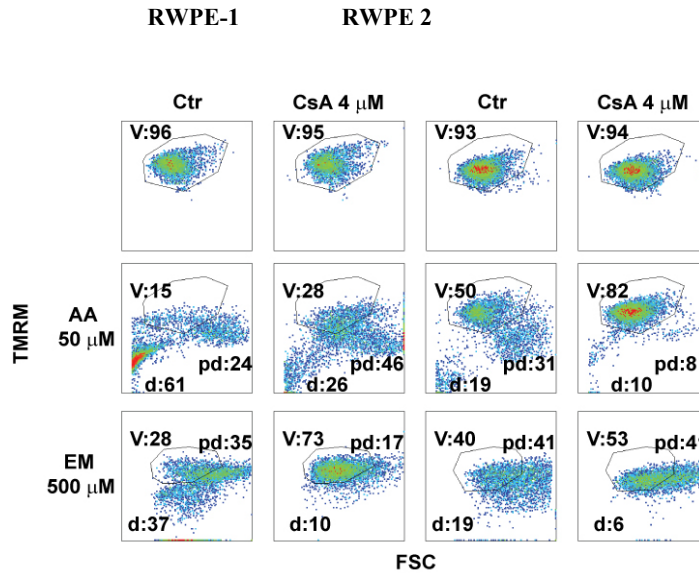 RWPE-1 RWPE 2
Ctr CsA 4 μM Ctr CsA 4 μM
V:96 V:95 V:93 V:94
TMRM
AA
50 μM
V:15 V:28 V:50 V:82
pd:24 pd:46 pd:31 pd:8
d:61 d:26 d:19 d:10
EM
500 μM
V:28 pd:35 V:73 pd:17 V:40 pd:41 V:53 pd:4
d:37 d:10 d:19 d:6
FSC